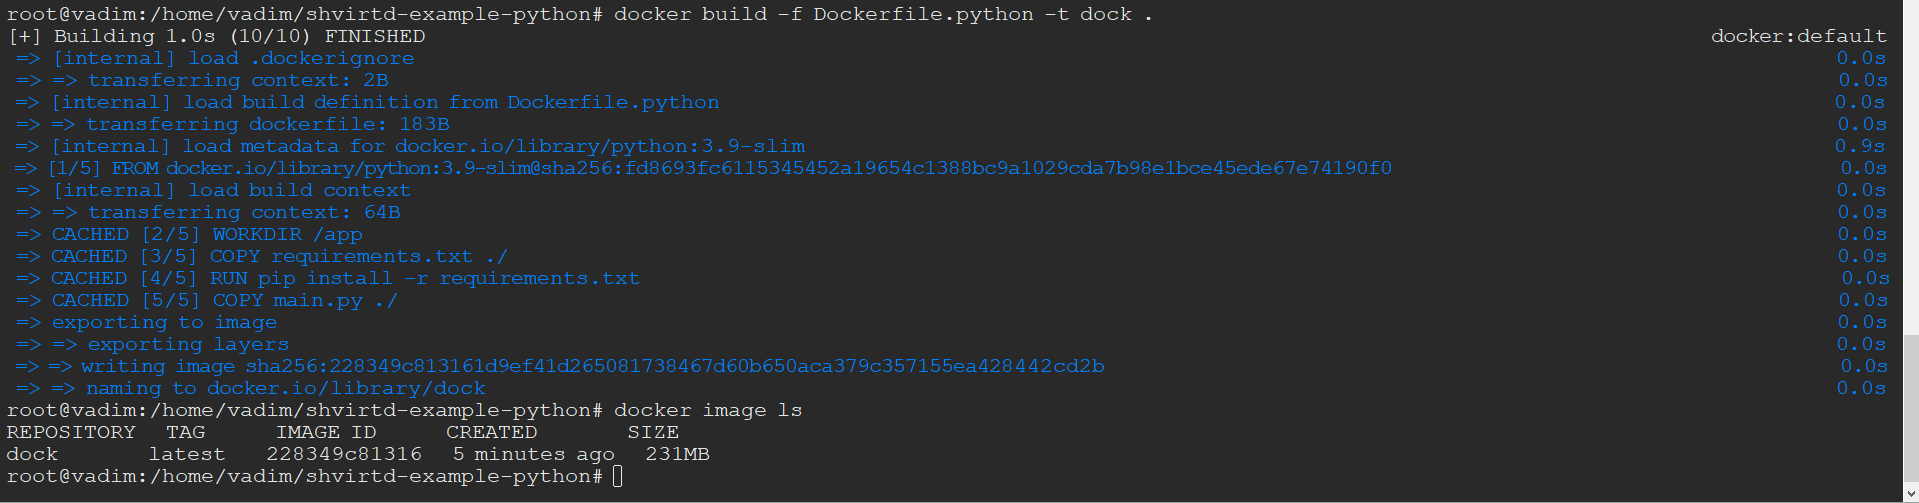 root@vadim:/home/vadim/shvirtd-example-python# docker build -f Dockerfile.python -t dock .
[+] Building 1.0s (10/10) FINISHED docker:default
=> [internal] load .dockerignore 0.0s
=> => transferring context: 2B 0.0s
=> [internal] load build definition from Dockerfile.python 0.0s
=> => transferring dockerfile: 183B 0.0s
=> [internal] load metadata for docker.io/library/python:3.9-slim 0.9s
=> [1/5] FROM docker.io/library/python:3.9-slim@sha256:fd8693fc6115345452a19654c1388bc9a1029cda7b98e1bce45ede67e74190f0 0.0s
=> [internal] load build context 0.0s
=> => transferring context: 64B 0.0s
=> CACHED [2/5] WORKDIR /app 0.0s
=> CACHED [3/5] COPY requirements.txt ./ 0.0s
=> CACHED [4/5] RUN pip install -r requirements.txt 0.0s
=> CACHED [5/5] COPY main.py ./ 0.0s
=> exporting to image 0.0s
=> => exporting layers 0.0s
=> => writing image sha256:228349c813161d9ef41d265081738467d60b650aca379c357155ea428442cd2b 0.0s
=> => naming to docker.io/library/dock 0.0s
root@vadim:/home/vadim/shvirtd-example-python# docker image ls
REPOSITORY TAG IMAGE ID CREATED SIZE
dock latest 228349c81316 5 minutes ago 231MB
root@vadim:/home/vadim/shvirtd-example-python#